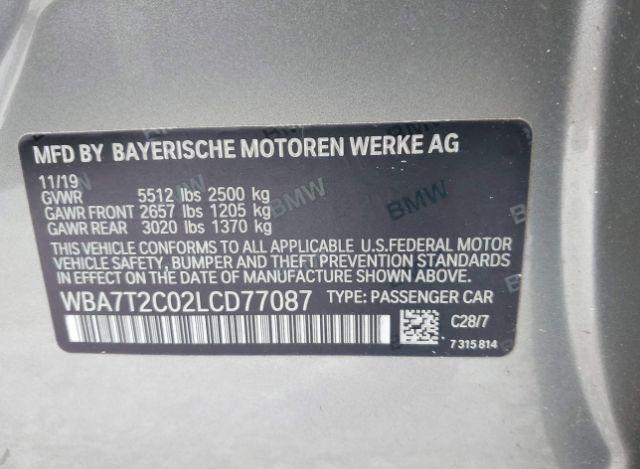 MFD BY BAYERISCHE MOTOREN WERKE AG
11/19
GVWR 5512 lbs 2500 kg
GAWR FRONT 2657 lbs 1205 kg
GAWR REAR 3020 lbs 1370 kg
THIS VEHICLE CONFORMS TO ALL APPLICABLE U.S.FEDERAL MOTOR
VEHICLE SAFETY, BUMPER AND THEFT PREVENTION STANDARDS
IN EFFECT ON THE DATE OF MANUFACTURE SHOWN ABOVE.
WBA7T2C02LCD77087 TYPE: PASSENGER CAR
C28/7
7 315 814
BMW
BMW
BMW